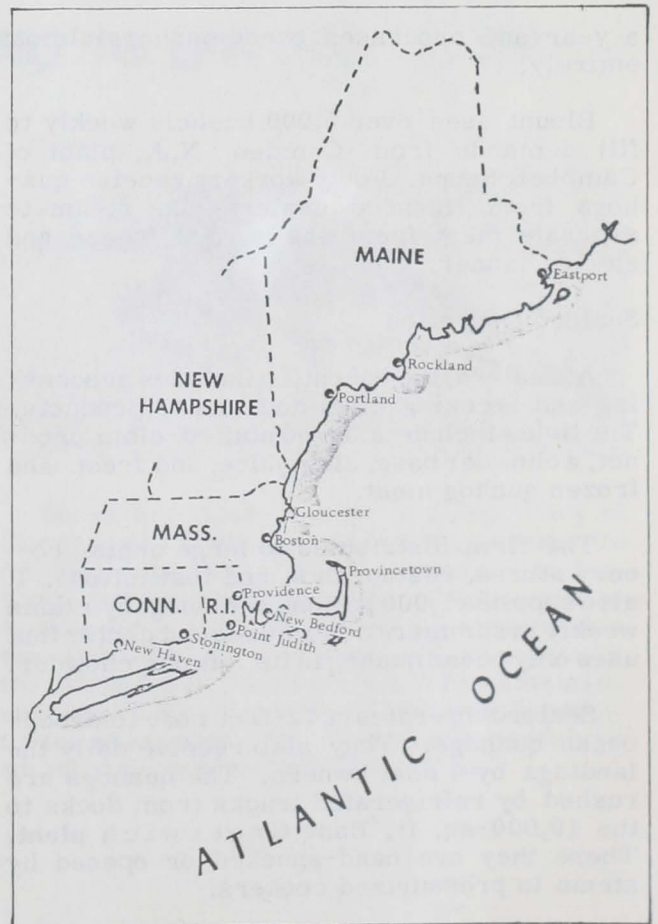 MAINE
Eastport
Rockland
NEW
HAMPSHIRE
Portland
Gloucester
MASS.
Boston
Provincetown
CONN.
R.I.
Providence
New Bedford
Point Judith
Stonington
New Haven
ATLANTIC OCEAN